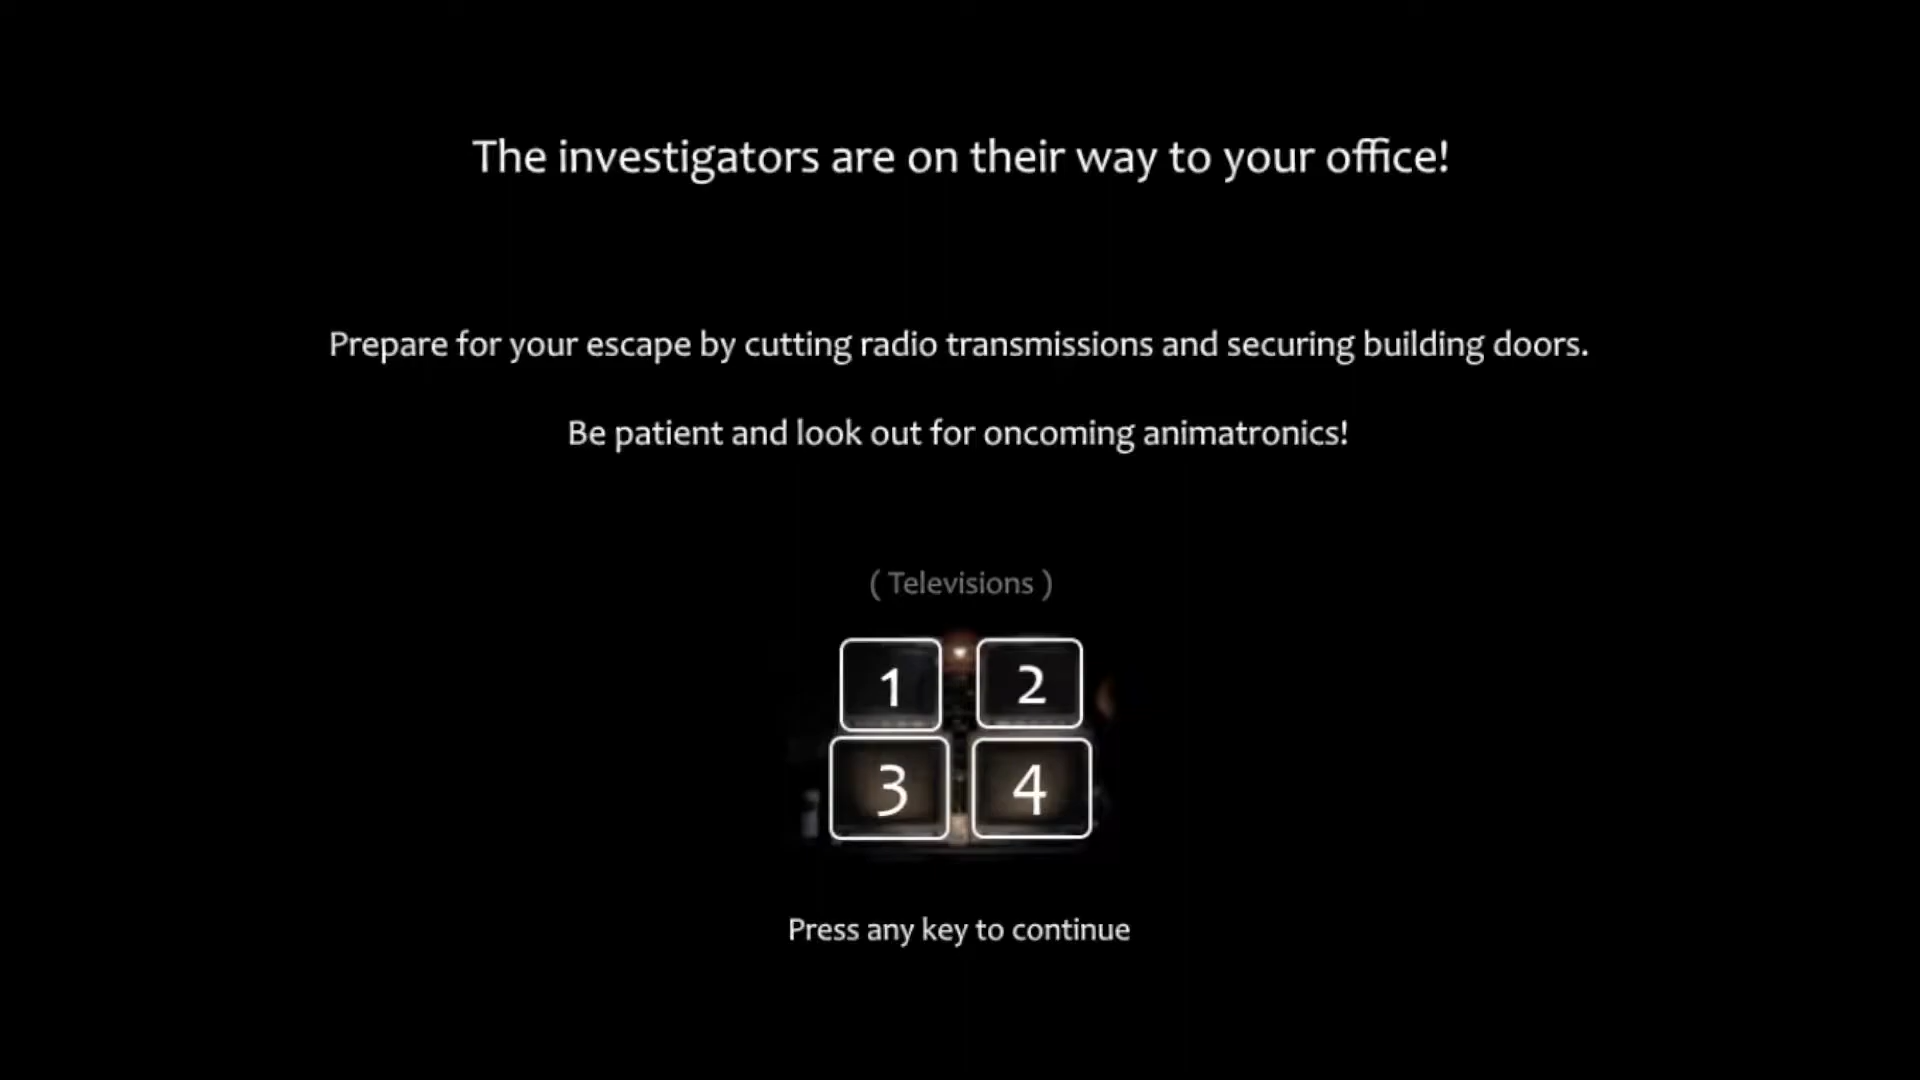 The investigators are on their way to your office!
Prepare for your escape by cutting radio transmissions and securing building doors.
Be patient and look out for oncoming animatronics!
( Televisions )
1 2
3 4
Press any key to continue